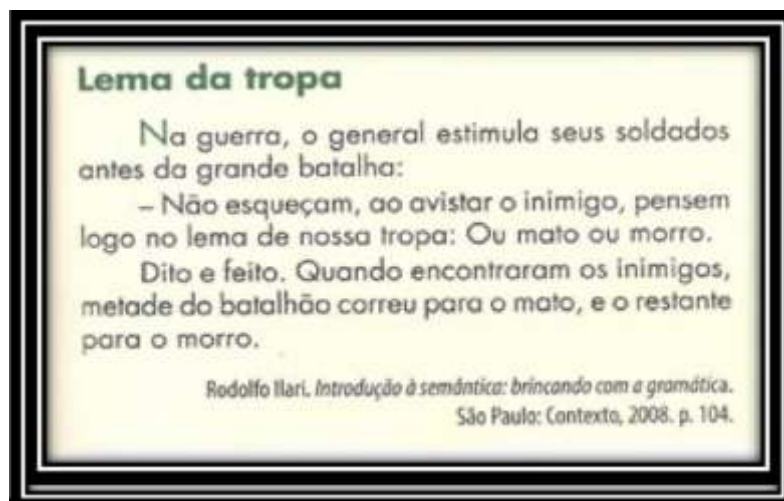 Lema da tropa
Na guerra, o general estimula seus soldados
antes da grande batalha:
– Não esqueçam, ao avistar o inimigo, pensem
logo no lema de nossa tropa: Ou mato ou morro.
Dito e feito. Quando encontraram os inimigos,
metade do batalhão correu para o mato, e o restante
para o morro.
Rodolfo Ilari. Introdução à semântica: brincando com a gramática.
São Paulo: Contexto, 2008. p. 104.